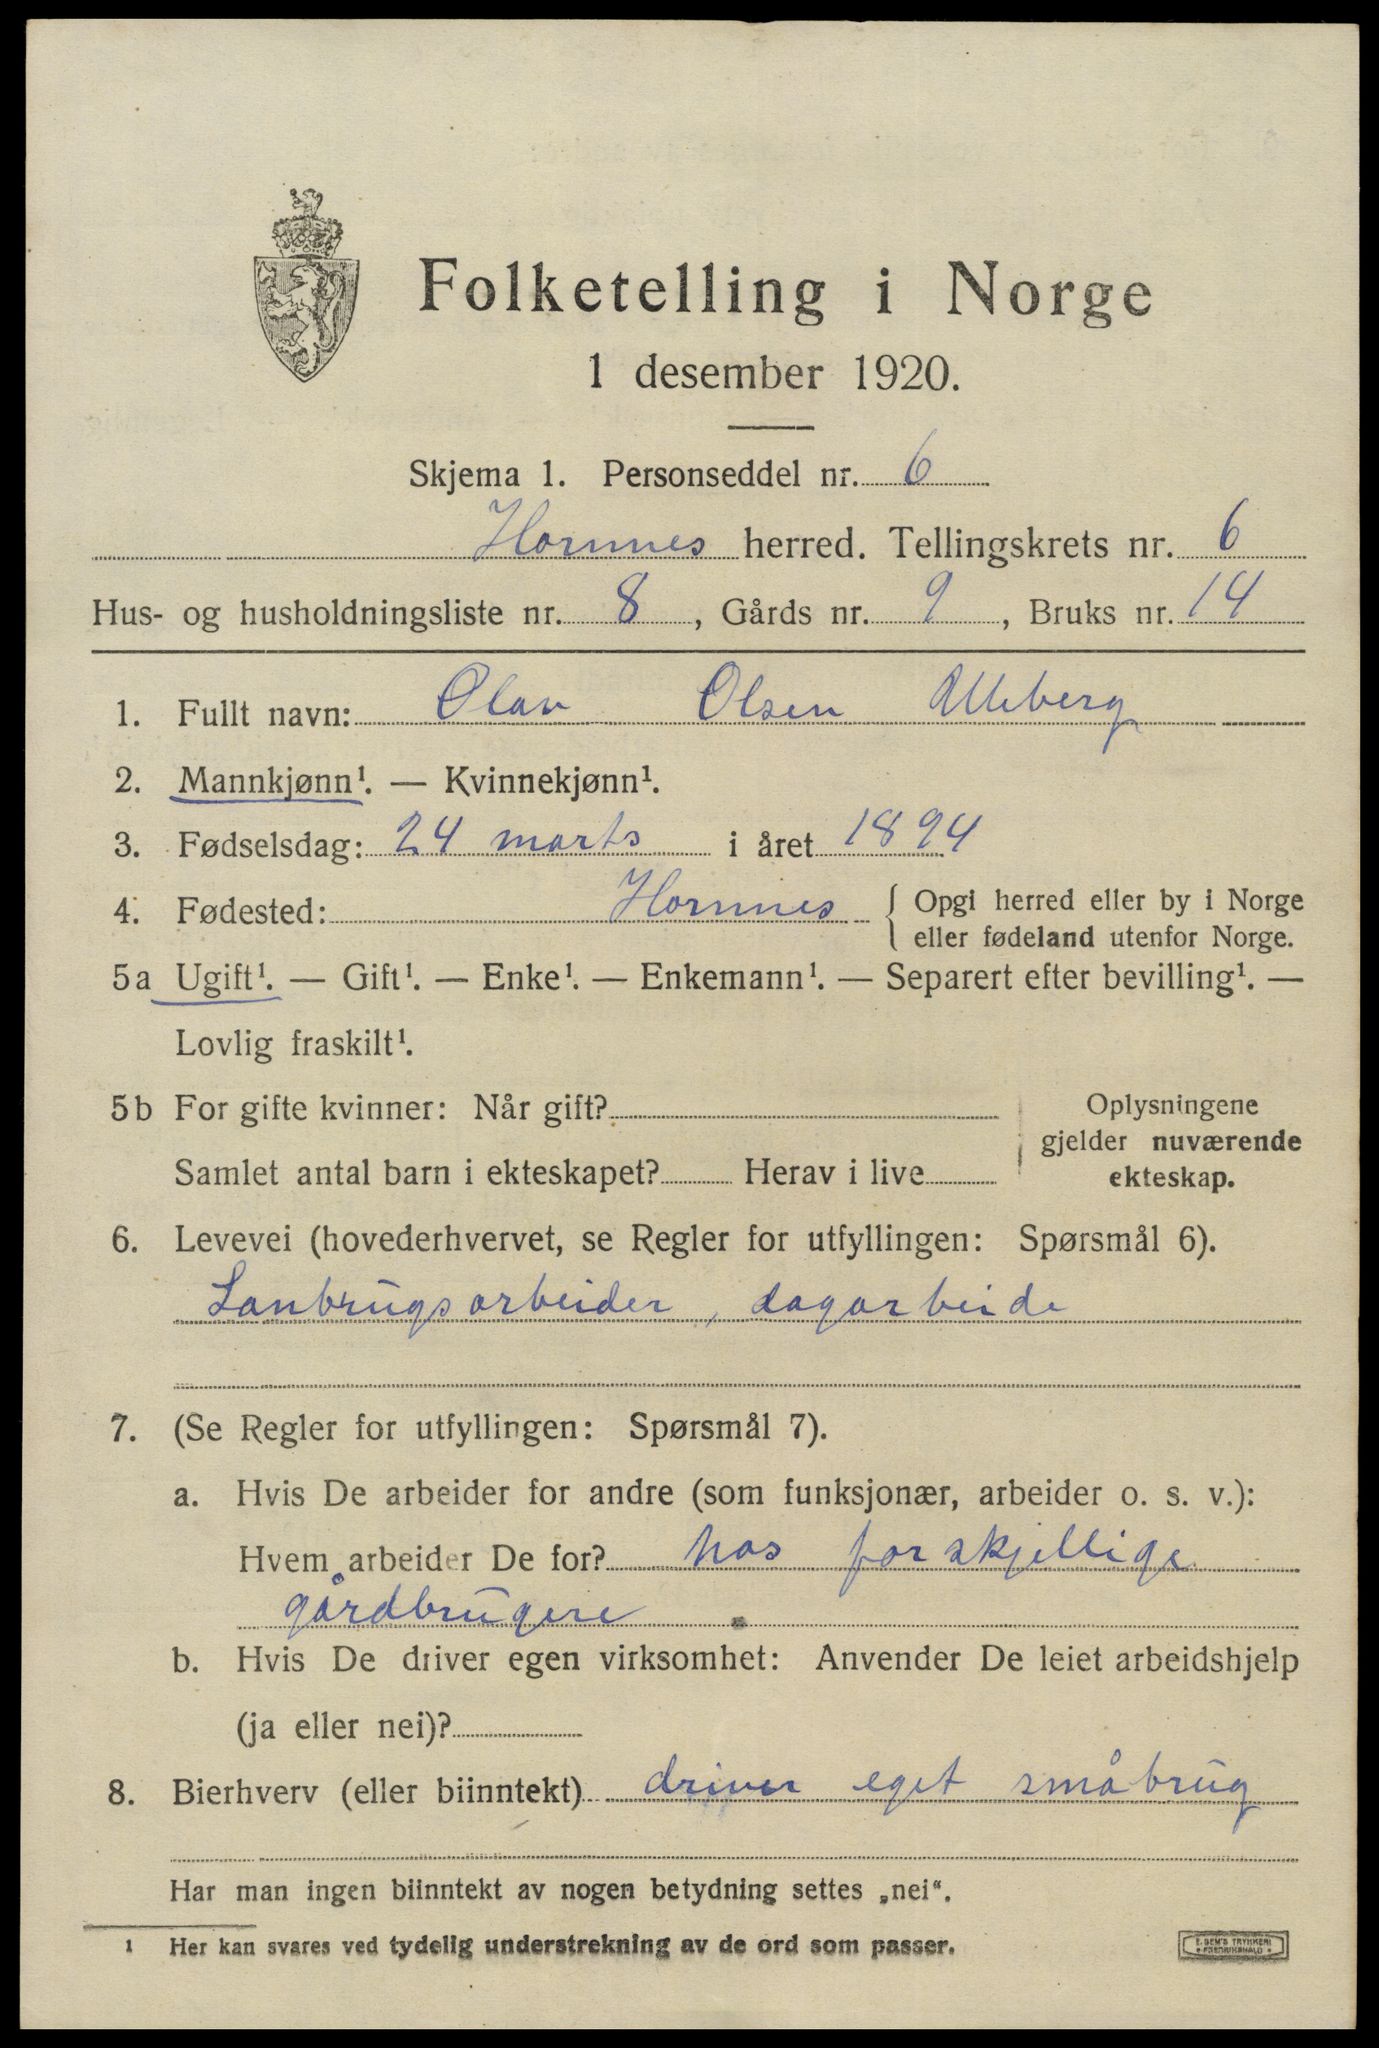 Folketelling i Norge
1 desember 1920.
Skjema 1. Personseddel nr. 6
Hornnes herred. Tellingskrets nr. 6
Hus- og husholdningsliste nr. 8, Gårds nr. 9, Bruks nr. 14
1. Fullt navn: Olav Olsen Uleberg
2. Mannkjønn¹. — Kvinnekjønn¹.
3. Fødselsdag: 24 marts i året 1894
4. Fødested: Hornnes { Opgi herred eller by i Norge
eller fødeland utenfor Norge.
5a Ugift¹. — Gift¹. — Enke¹. — Enkemann¹. — Separert efter bevilling¹. —
Lovlig fraskilt¹.
5b For gifte kvinner: Når gift?
Samlet antal barn i ekteskapet? Herav i live
Oplysningene
gjelder nuværende
ekteskap.
6. Levevei (hovederhvervet, se Regler for utfyllingen: Spørsmål 6).
Lanbrugsarbeider, dagarbeide
7. (Se Regler for utfyllingen: Spørsmål 7).
a. Hvis De arbeider for andre (som funksjonær, arbeider o. s. v.):
Hvem arbeider De for? hos forskjellige
gårdbrugere
b. Hvis De driver egen virksomhet: Anvender De leiet arbeidshjelp
(ja eller nei)?
8. Bierhverv (eller biinntekt) driver eget småbrug
Har man ingen biinntekt av nogen betydning settes „nei“.
¹ Her kan svares ved tydelig understrekning av de ord som passer.
E. SEM'S TRYKKERI
FREDRIKSHALD